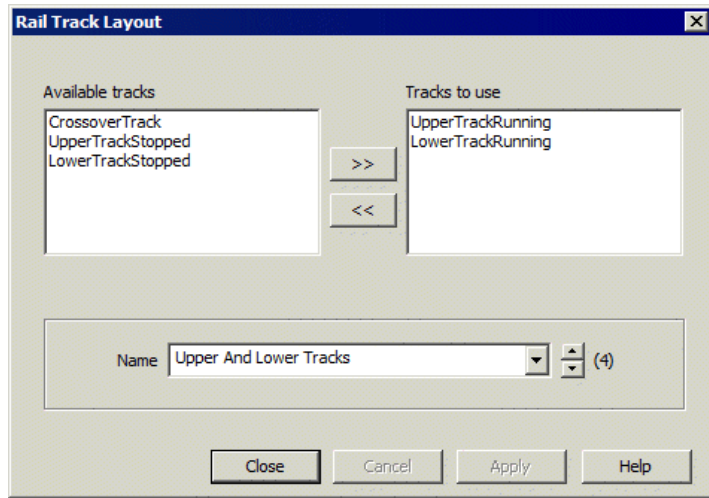 Rail Track Layout
Available tracks
Tracks to use
CrossoverTrack
UpperTrackStopped
LowerTrackStopped
>>
<<
UpperTrackRunning
LowerTrackRunning
Name
Upper And Lower Tracks
(4)
Close
Cancel
Apply
Help